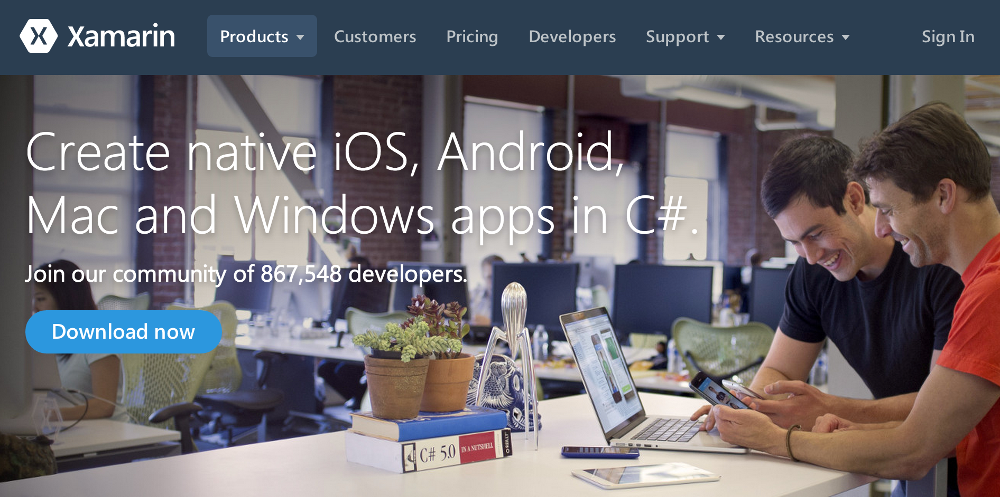 Xamarin
Products
Customers
Pricing
Developers
Support
Resources
Sign In
Create native iOS, Android,
Mac and Windows apps in C#.
Join our community of 867,548 developers.
Download now
C# 5.0
IN A NUTSHELL
O'REILLY